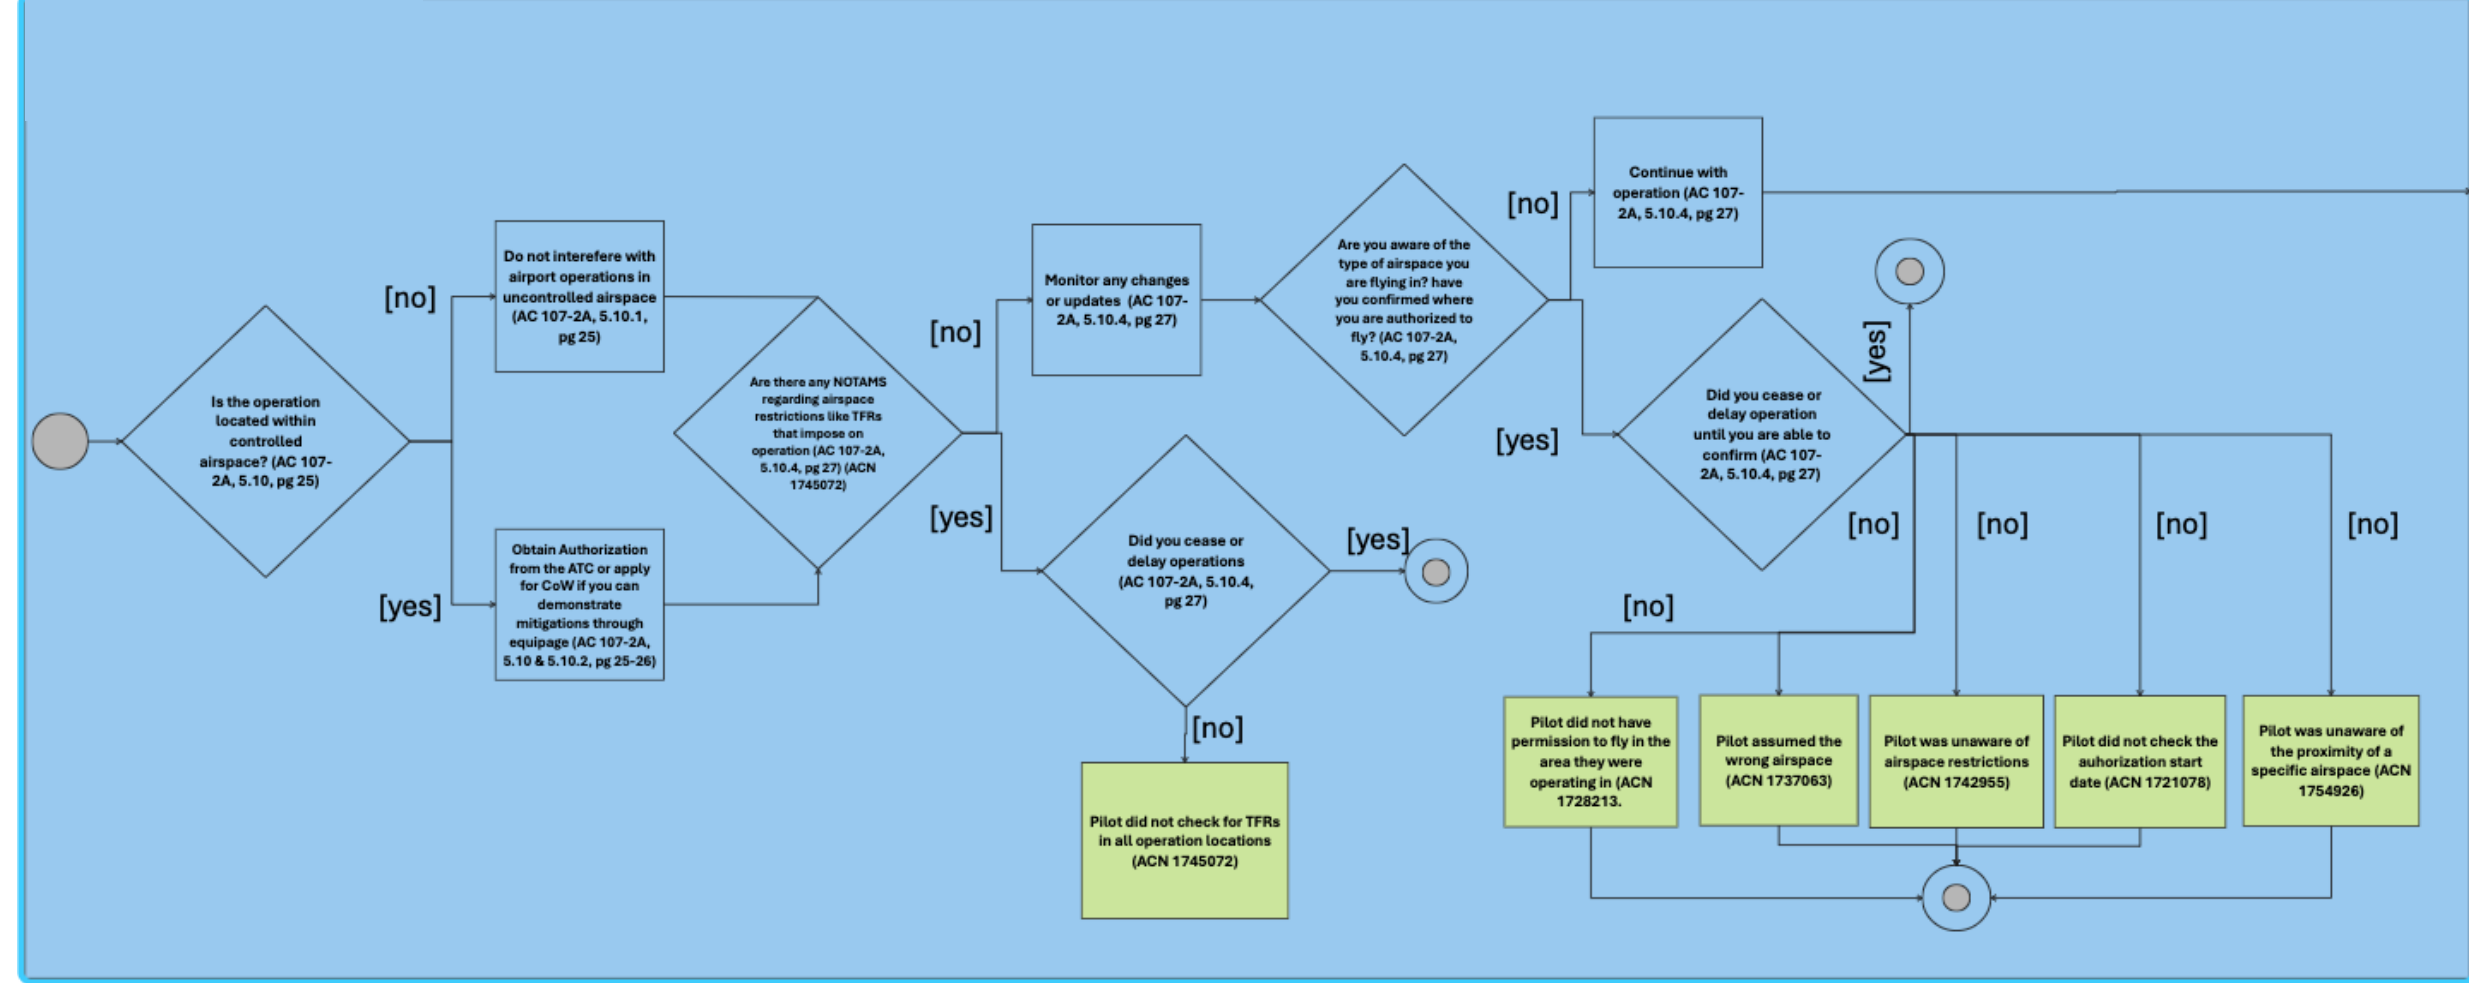 Is the operation
located within
controlled
airspace? (AC 107-
2A, 5.10, pg 25)
[no]
Do not interefere with
airport operations in
uncontrolled airspace
(AC 107-2A, 5.10.1,
pg 25)
[yes]
Obtain Authorization
from the ATC or apply
for CoW if you can
demonstrate
mitigations through
equipage (AC 107-2A,
5.10 & 5.10.2, pg 25-26)
Are there any NOTAMS
regarding airspace
restrictions like TFRs
that impose on
operation (AC 107-2A,
5.10.4, pg 27) (ACN
1745072)
[no]
Monitor any changes
or updates (AC 107-
2A, 5.10.4, pg 27)
[yes]
Did you cease or
delay operations
(AC 107-2A, 5.10.4,
pg 27)
[yes]
[no]
Pilot did not check for TFRs
in all operation locations
(ACN 1745072)
Are you aware of the
type of airspace you
are flying in? have
you confirmed where
you are authorized to
fly? (AC 107-2A,
5.10.4, pg 27)
[no]
Continue with
operation (AC 107-
2A, 5.10.4, pg 27)
[yes]
Did you cease or
delay operation
until you are able to
confirm (AC 107-
2A, 5.10.4, pg 27)
[yes]
[no]
[no]
[no]
[no]
[no]
Pilot did not have
permission to fly in the
area they were
operating in (ACN
1728213.
Pilot assumed the
wrong airspace
(ACN 1737063)
Pilot was unaware of
airspace restrictions
(ACN 1742955)
Pilot did not check the
auhorization start
date (ACN 1721078)
Pilot was unaware of
the proximity of a
specific airspace (ACN
1754926)